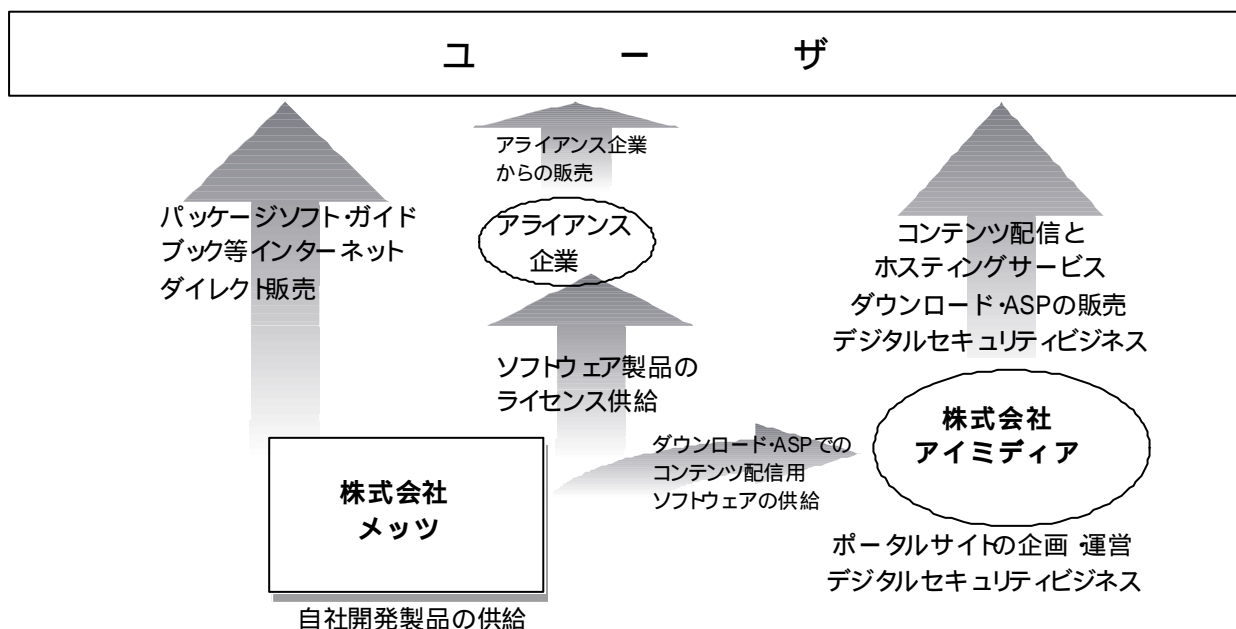 ユーザ
アライアンス企業
からの販売
パッケージソフト・ガイド
ブック等インターネット
ダイレクト販売
アライアンス
企業
コンテンツ配信と
ホスティングサービス
ダウンロード・ASPの販売
デジタルセキュリティビジネス
ソフトウェア製品の
ライセンス供給
株式会社
メッツ
自社開発製品の供給
ダウンロード・ASPでの
コンテンツ配信用
ソフトウェアの供給
株式会社
アイミディア
ポータルサイトの企画・運営
デジタルセキュリティビジネス